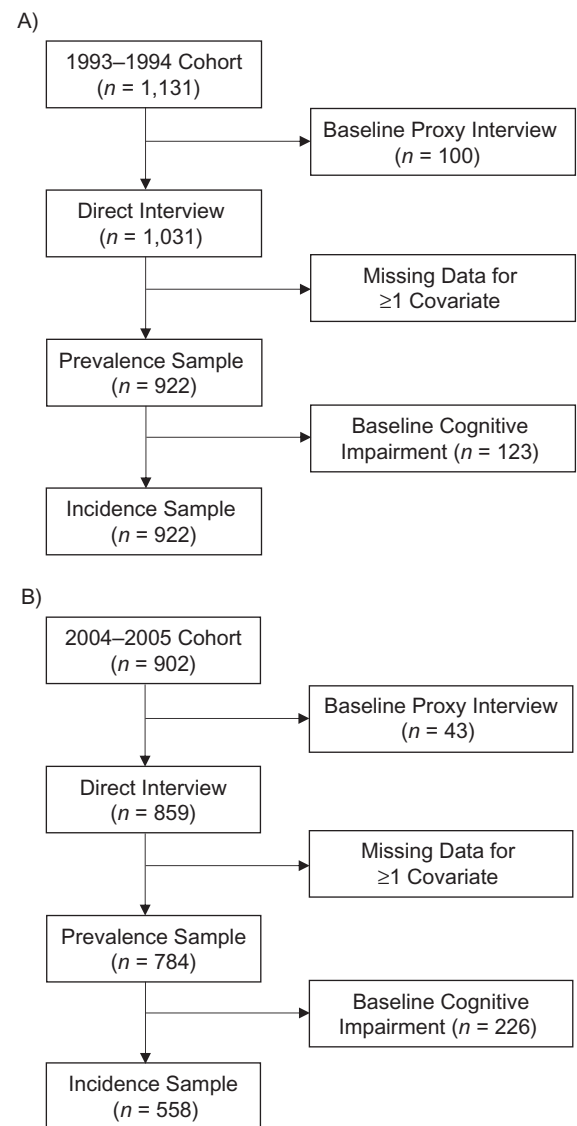 A)
1993–1994 Cohort
(n = 1,131)
Baseline Proxy Interview
(n = 100)
Direct Interview
(n = 1,031)
Missing Data for
≥1 Covariate
Prevalence Sample
(n = 922)
Baseline Cognitive
Impairment (n = 123)
Incidence Sample
(n = 922)
B)
2004–2005 Cohort
(n = 902)
Baseline Proxy Interview
(n = 43)
Direct Interview
(n = 859)
Missing Data for
≥1 Covariate
Prevalence Sample
(n = 784)
Baseline Cognitive
Impairment (n = 226)
Incidence Sample
(n = 558)